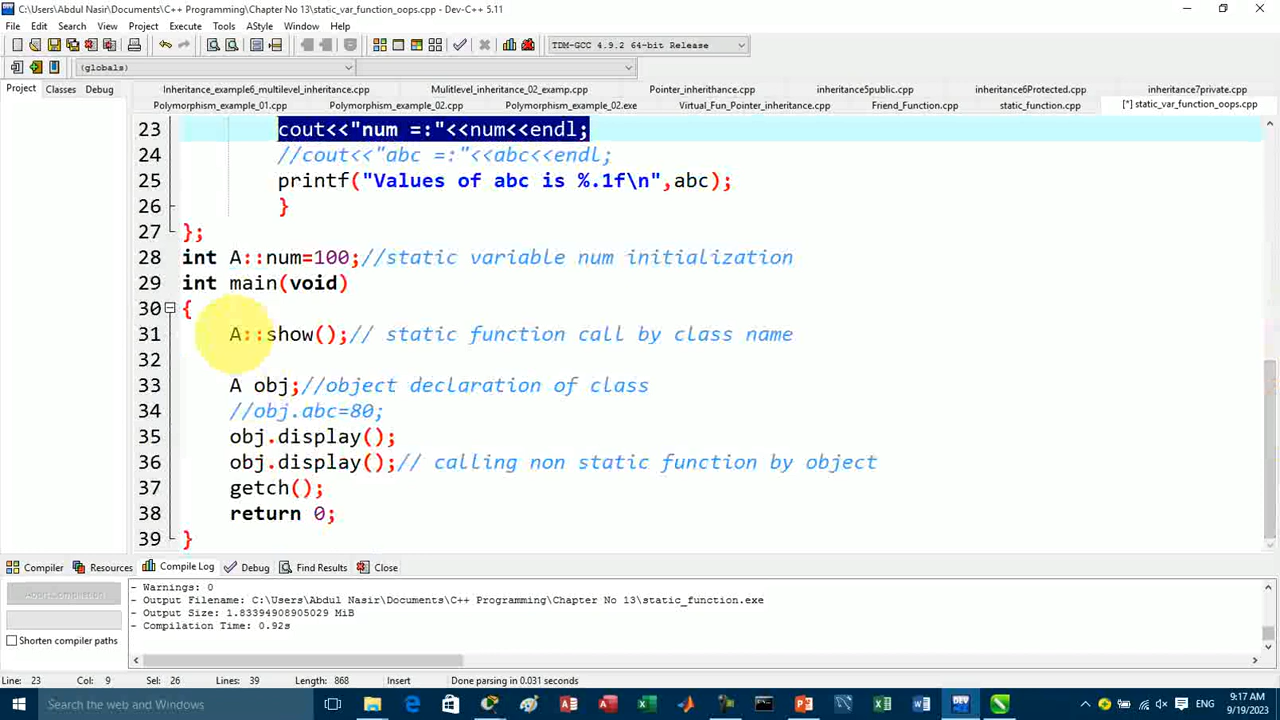 C:\Users\Abdul Nasir\Documents\C++ Programming\Chapter No 13\static_var_function_oops.cpp - Dev-C++ 5.11
File Edit Search View Project Execute Tools AStyle Window Help
TDM-GCC 4.9.2 64-bit Release
(globals)
Project Classes Debug
Inheritance_example6_multilevel_inheritance.cpp Mulitlevel_inheritance_02_examp.cpp Pointer_inherithance.cpp inheritance5public.cpp inheritance6Protected.cpp inheritance7private.cpp
Polymorphism_example_01.cpp Polymorphism_example_02.cpp Polymorphism_example_02.exe Virtual_Fun_Pointer_inheritance.cpp Friend_Function.cpp static_function.cpp [*] static_var_function_oops.cpp
23 cout<<"num =:"<<num<<endl;
24 //cout<<"abc =:"<<abc<<endl;
25 printf("Values of abc is %.1f\n",abc);
26 }
27 };
28 int A::num=100;//static variable num initialization
29 int main(void)
30 {
31 A::show();// static function call by class name
32
33 A obj;//object declaration of class
34 //obj.abc=80;
35 obj.display();
36 obj.display();// calling non static function by object
37 getch();
38 return 0;
39 }
Compiler Resources Compile Log Debug Find Results Close
- Warnings: 0
Abort Compilation
- Output Filename: C:\Users\Abdul Nasir\Documents\C++ Programming\Chapter No 13\static_function.exe
- Output Size: 1.83394908905029 MiB
- Compilation Time: 0.92s
Shorten compiler paths
Line: 23 Col: 9 Sel: 26 Lines: 39 Length: 868 Insert Done parsing in 0.031 seconds
Search the web and Windows
9:17 AM
9/19/2023